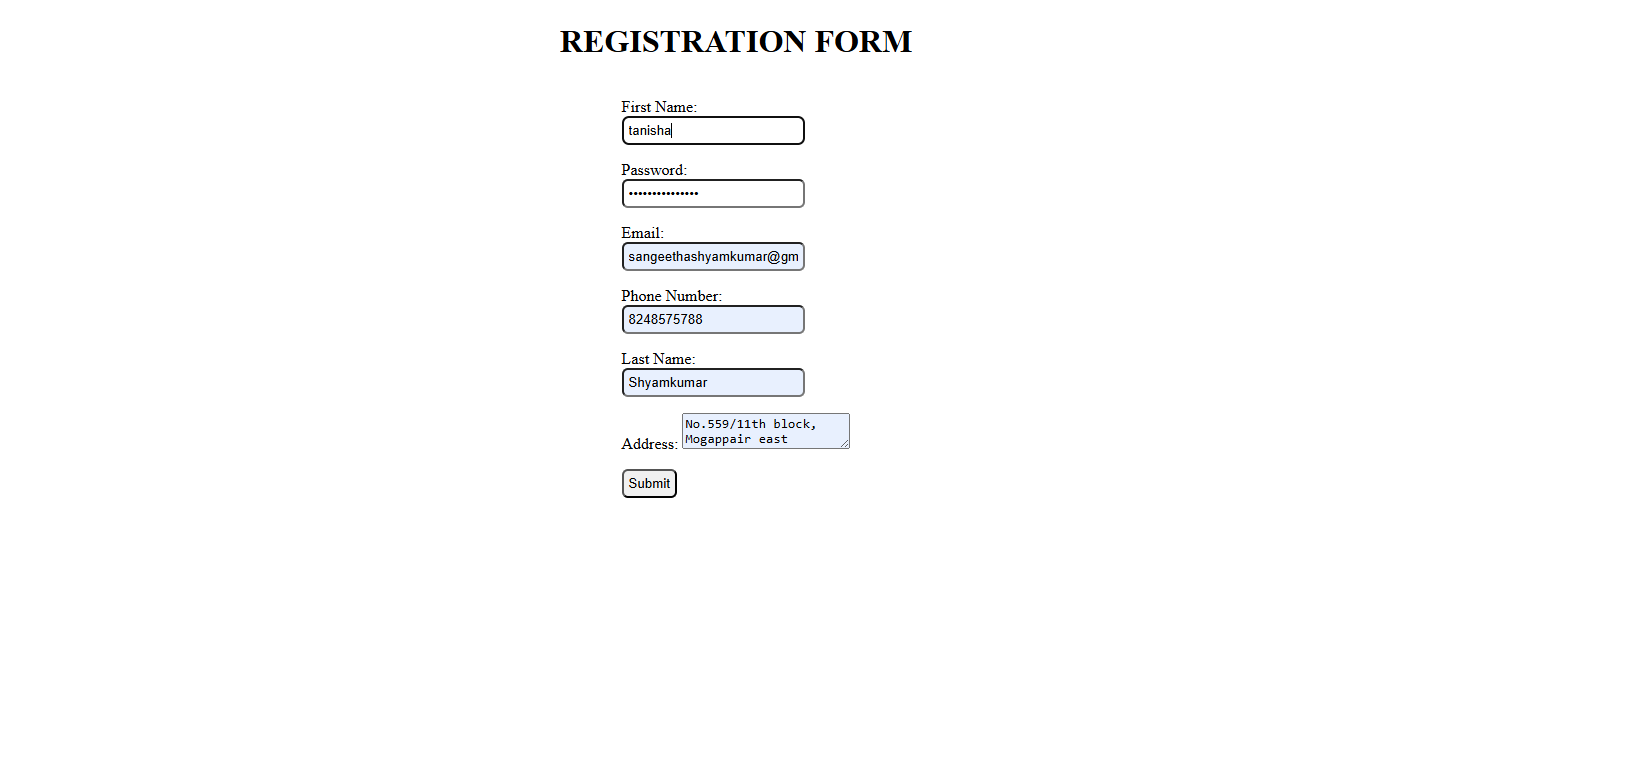 REGISTRATION FORM
First Name:
tanisha
Password:
•••••••••••••••
Email:
sangeethashyamkumar@gm
Phone Number:
8248575788
Last Name:
Shyamkumar
Address:
No.559/11th block,
Mogappair east
Submit